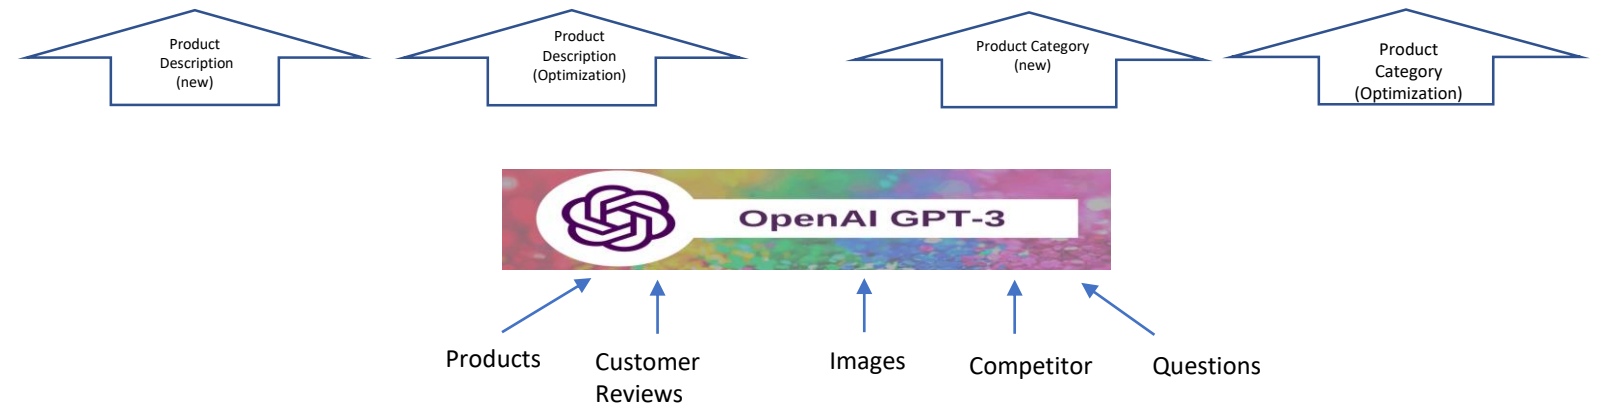 Product
Description
(new)
Product
Description
(Optimization)
Product Category
(new)
Product
Category
(Optimization)
OpenAI GPT-3
Products
Customer
Reviews
Images
Competitor
Questions